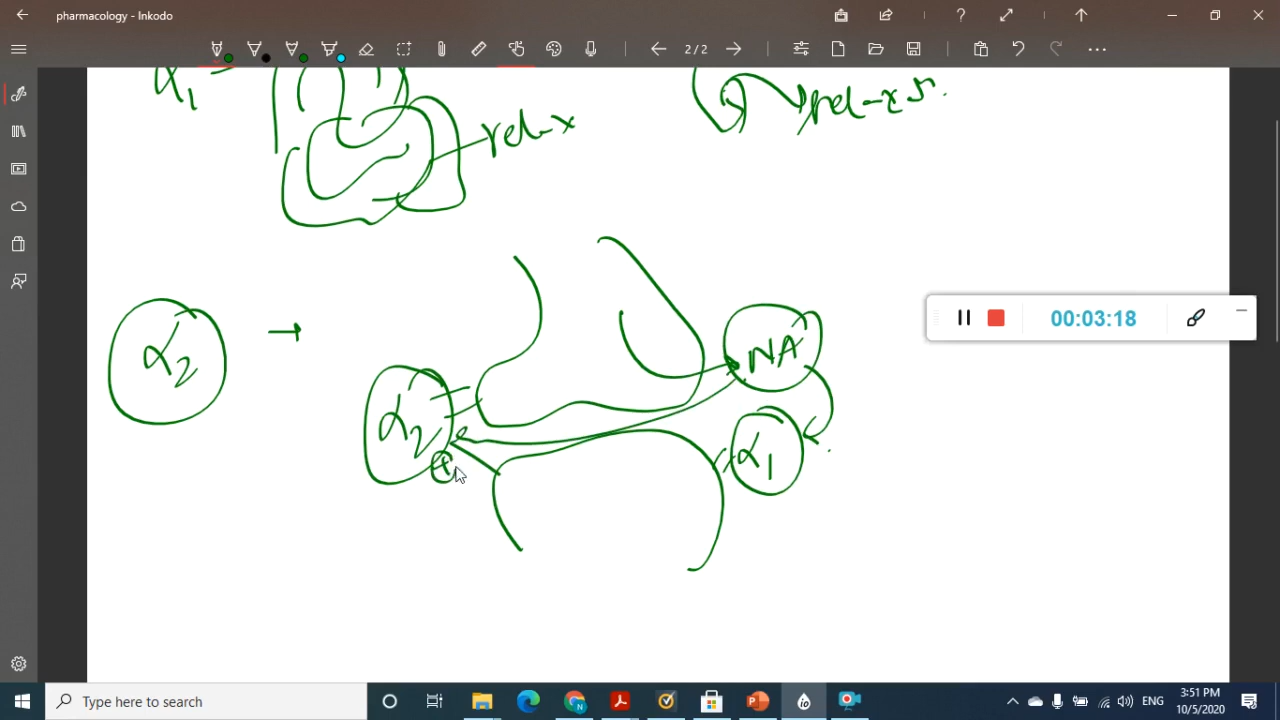 pharmacology - Inkodo
2/2
α1 =
rel-x
rel-x
α2 →
NA
α2
+
α1
00:03:18
Type here to search
ENG
3:51 PM
10/5/2020